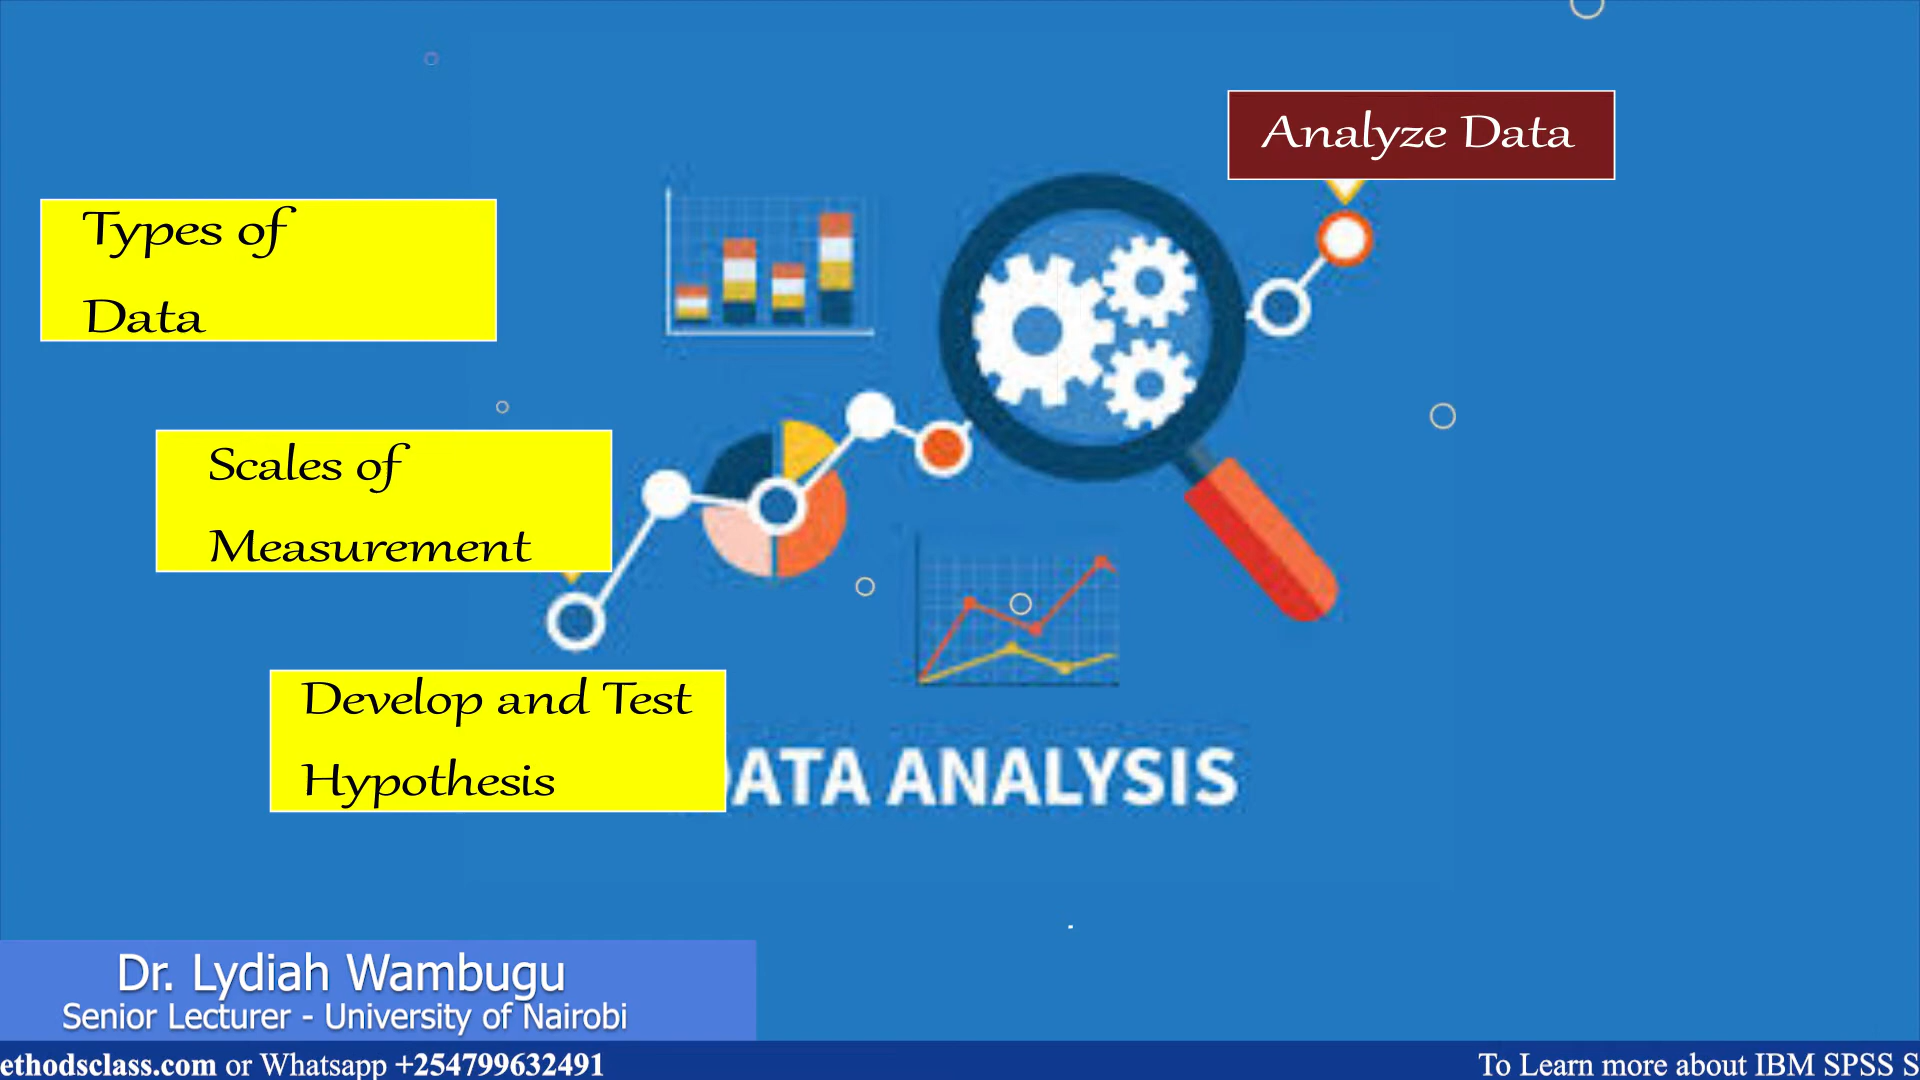 Analyze Data
Types of
Data
Scales of
Measurement
Develop and Test
Hypothesis
ATA ANALYSIS
Dr. Lydiah Wambugu
Senior Lecturer - University of Nairobi
ethodsclass.com or Whatsapp +254799632491
To Learn more about IBM SPSS S